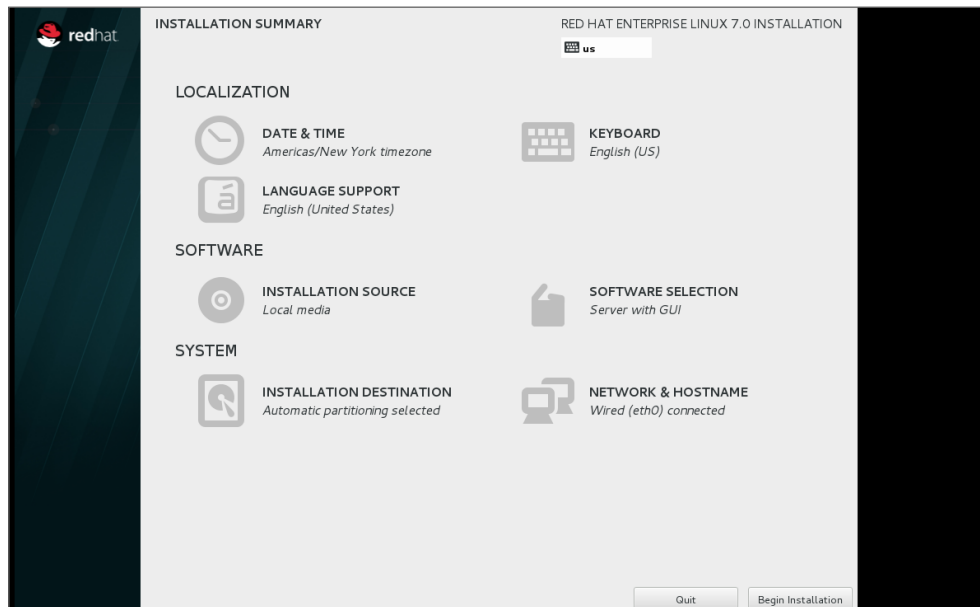 redhat
INSTALLATION SUMMARY
RED HAT ENTERPRISE LINUX 7.0 INSTALLATION
us
LOCALIZATION
DATE & TIME
Americas/New York timezone
KEYBOARD
English (US)
LANGUAGE SUPPORT
English (United States)
SOFTWARE
INSTALLATION SOURCE
Local media
SOFTWARE SELECTION
Server with GUI
SYSTEM
INSTALLATION DESTINATION
Automatic partitioning selected
NETWORK & HOSTNAME
Wired (eth0) connected
Quit
Begin Installation